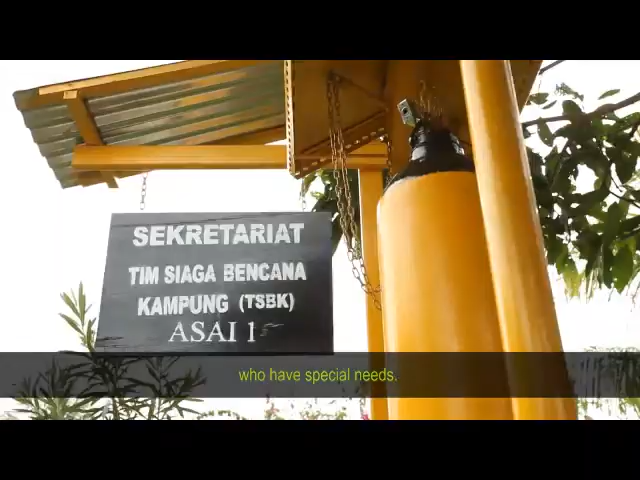 SEKRETARIAT
TIM SIAGA BENCANA
KAMPUNG (TSBK)
ASAI 1
who have special needs.